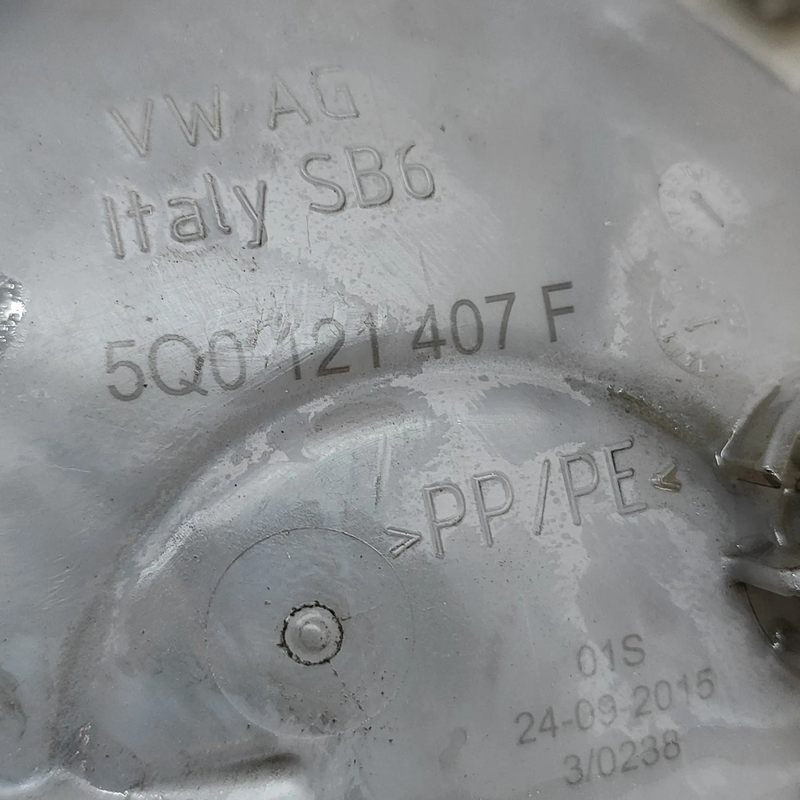 VW AG
Italy SB6
5Q0 121 407 F
>PP/PE<
01S
24-09-2015
3/0238